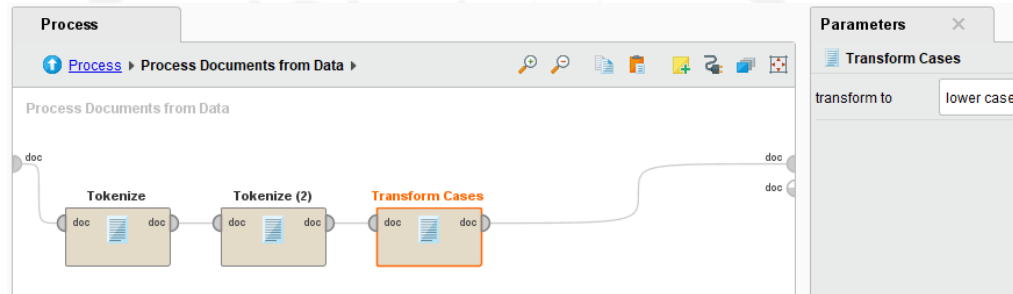 Process
Process Documents from Data
Process Documents from Data
doc
doc
doc
Tokenize
Tokenize (2)
Transform Cases
doc doc
doc doc
doc doc
Parameters
Transform Cases
transform to lower case